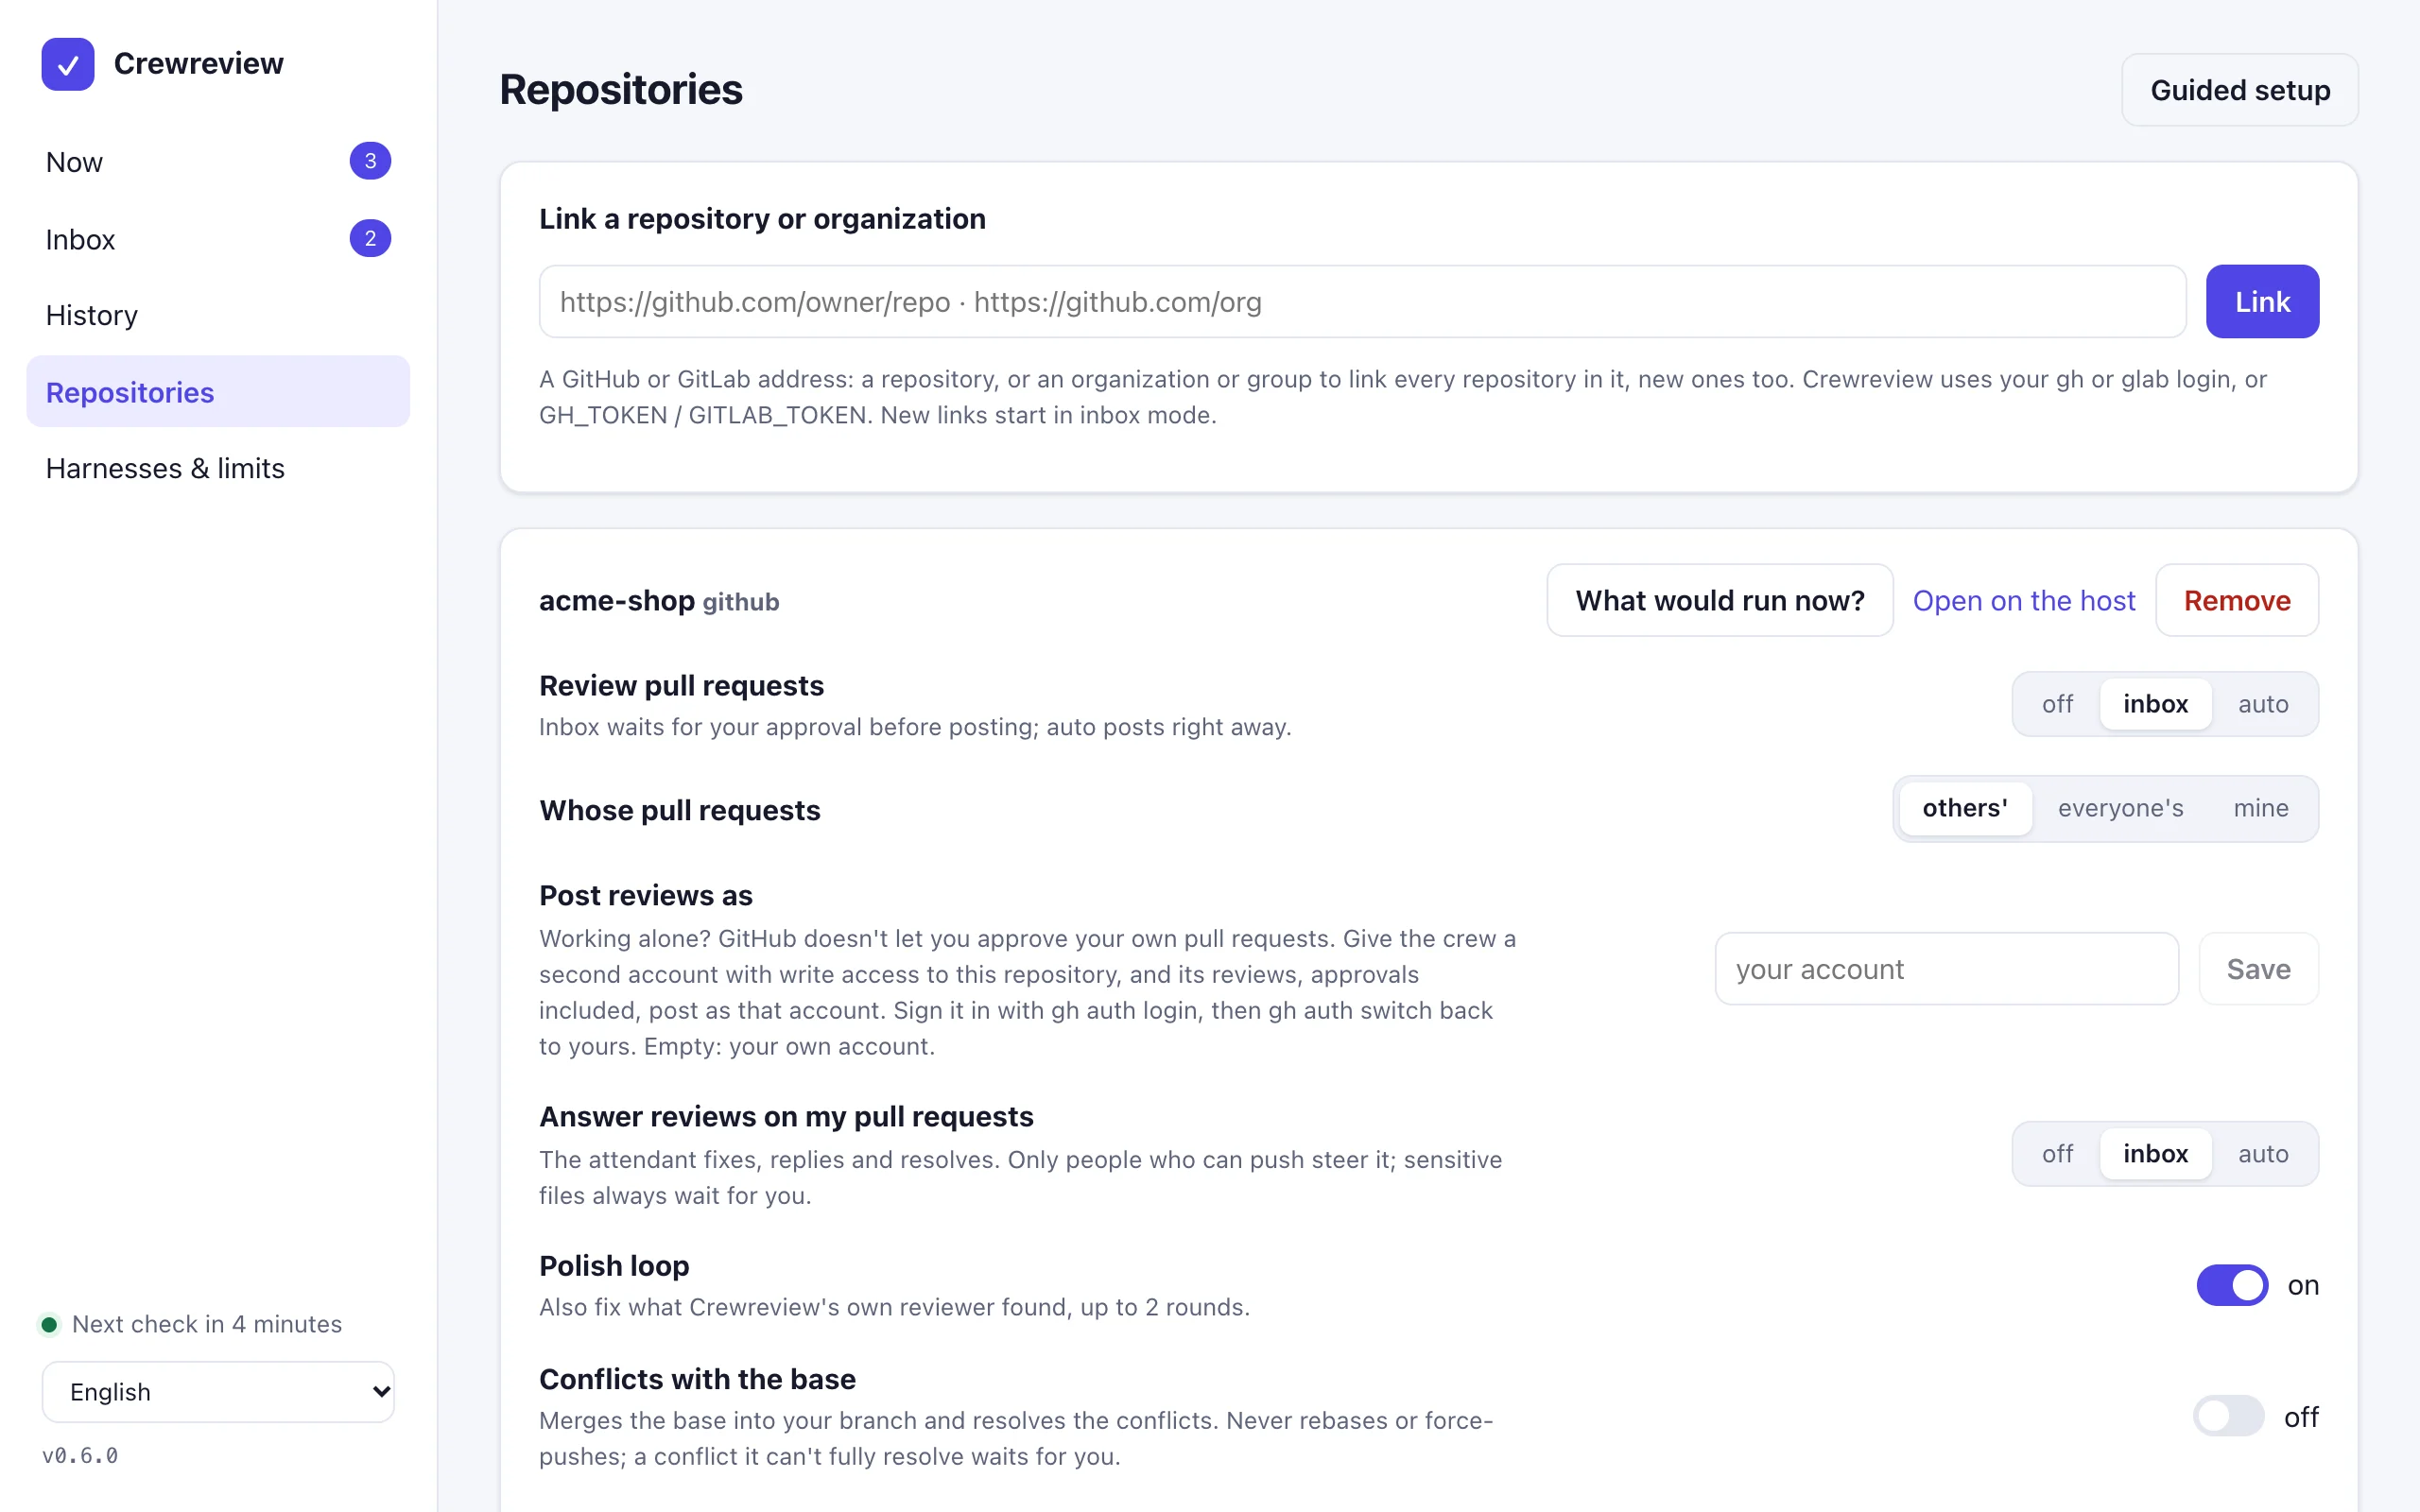 Crewreview
Now 3
Inbox 2
History
Repositories
Harnesses & limits
Next check in 4 minutes
English
v0.6.0
Repositories
Guided setup
Link a repository or organization
https://github.com/owner/repo · https://github.com/org
Link
A GitHub or GitLab address: a repository, or an organization or group to link every repository in it, new ones too. Crewreview uses your gh or glab login, or
GH_TOKEN / GITLAB_TOKEN. New links start in inbox mode.
acme-shop github
What would run now?
Open on the host
Remove
Review pull requests
Inbox waits for your approval before posting; auto posts right away.
off inbox auto
Whose pull requests
others' everyone's mine
Post reviews as
Working alone? GitHub doesn't let you approve your own pull requests. Give the crew a
second account with write access to this repository, and its reviews, approvals
included, post as that account. Sign it in with gh auth login, then gh auth switch back
to yours. Empty: your own account.
your account
Save
Answer reviews on my pull requests
The attendant fixes, replies and resolves. Only people who can push steer it; sensitive
files always wait for you.
off inbox auto
Polish loop
Also fix what Crewreview's own reviewer found, up to 2 rounds.
on
Conflicts with the base
Merges the base into your branch and resolves the conflicts. Never rebases or force-
pushes; a conflict it can't fully resolve waits for you.
off